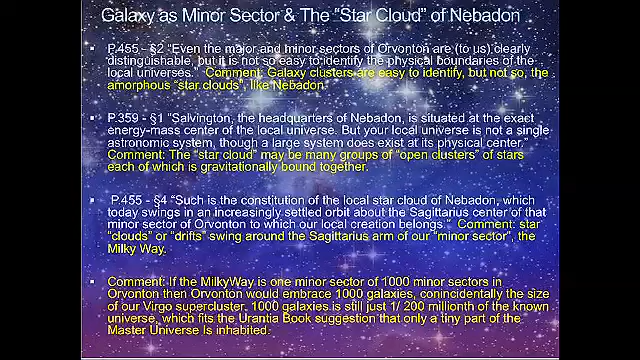 Galaxy as Minor Sector & The "Star Cloud" of Nebadon
P.455 - §2 "Even the major and minor sectors of Orvonton are (to us) clearly
distinguishable, but it is not so easy to identify the physical boundaries of the
local universes." Comment: Galaxy clusters are easy to identify, but not so, the
amorphous "star clouds", like Nebadon.
P.359 - §1 "Salvington, the headquarters of Nebadon, is situated at the exact
energy-mass center of the local universe. But your local universe is not a single
astronomic system, though a large system does exist at its physical center."
Comment: The "star cloud" may be many groups of "open clusters" of stars
each of which is gravitationally bound together.
P.455 - §4 "Such is the constitution of the local star cloud of Nebadon, which
today swings in an increasingly settled orbit about the Sagittarius center of that
minor sector of Orvonton to which our local creation belongs." Comment: star
"clouds" or "drifts" swing around the Sagittarius arm of our "minor sector", the
Milky Way.
Comment: If the MilkyWay is one minor sector of 1000 minor sectors in
Orvonton then Orvonton would embrace 1000 galaxies, conincidentally the size
of our Virgo supercluster. 1000 galaxies is still just 1/ 200 millionth of the known
universe, which fits the Urantia Book suggestion that only a tiny part of the
Master Universe Is inhabited.